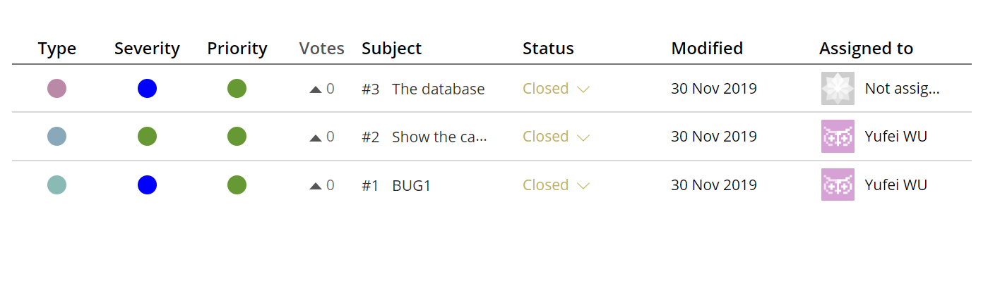 Type Severity Priority Votes Subject Status Modified Assigned to
0 #3 The database Closed 30 Nov 2019 Not assig...
0 #2 Show the ca... Closed 30 Nov 2019 Yufei WU
0 #1 BUG1 Closed 30 Nov 2019 Yufei WU